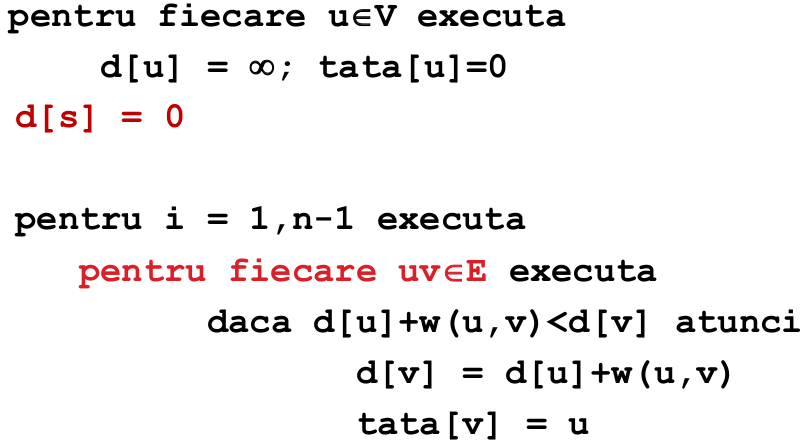 pentru fiecare u∈V executa
d[u] = ∞; tata[u]=0
d[s] = 0
pentru i = 1,n-1 executa
pentru fiecare uv∈E executa
daca d[u]+w(u,v)<d[v] atunci
d[v] = d[u]+w(u,v)
tata[v] = u